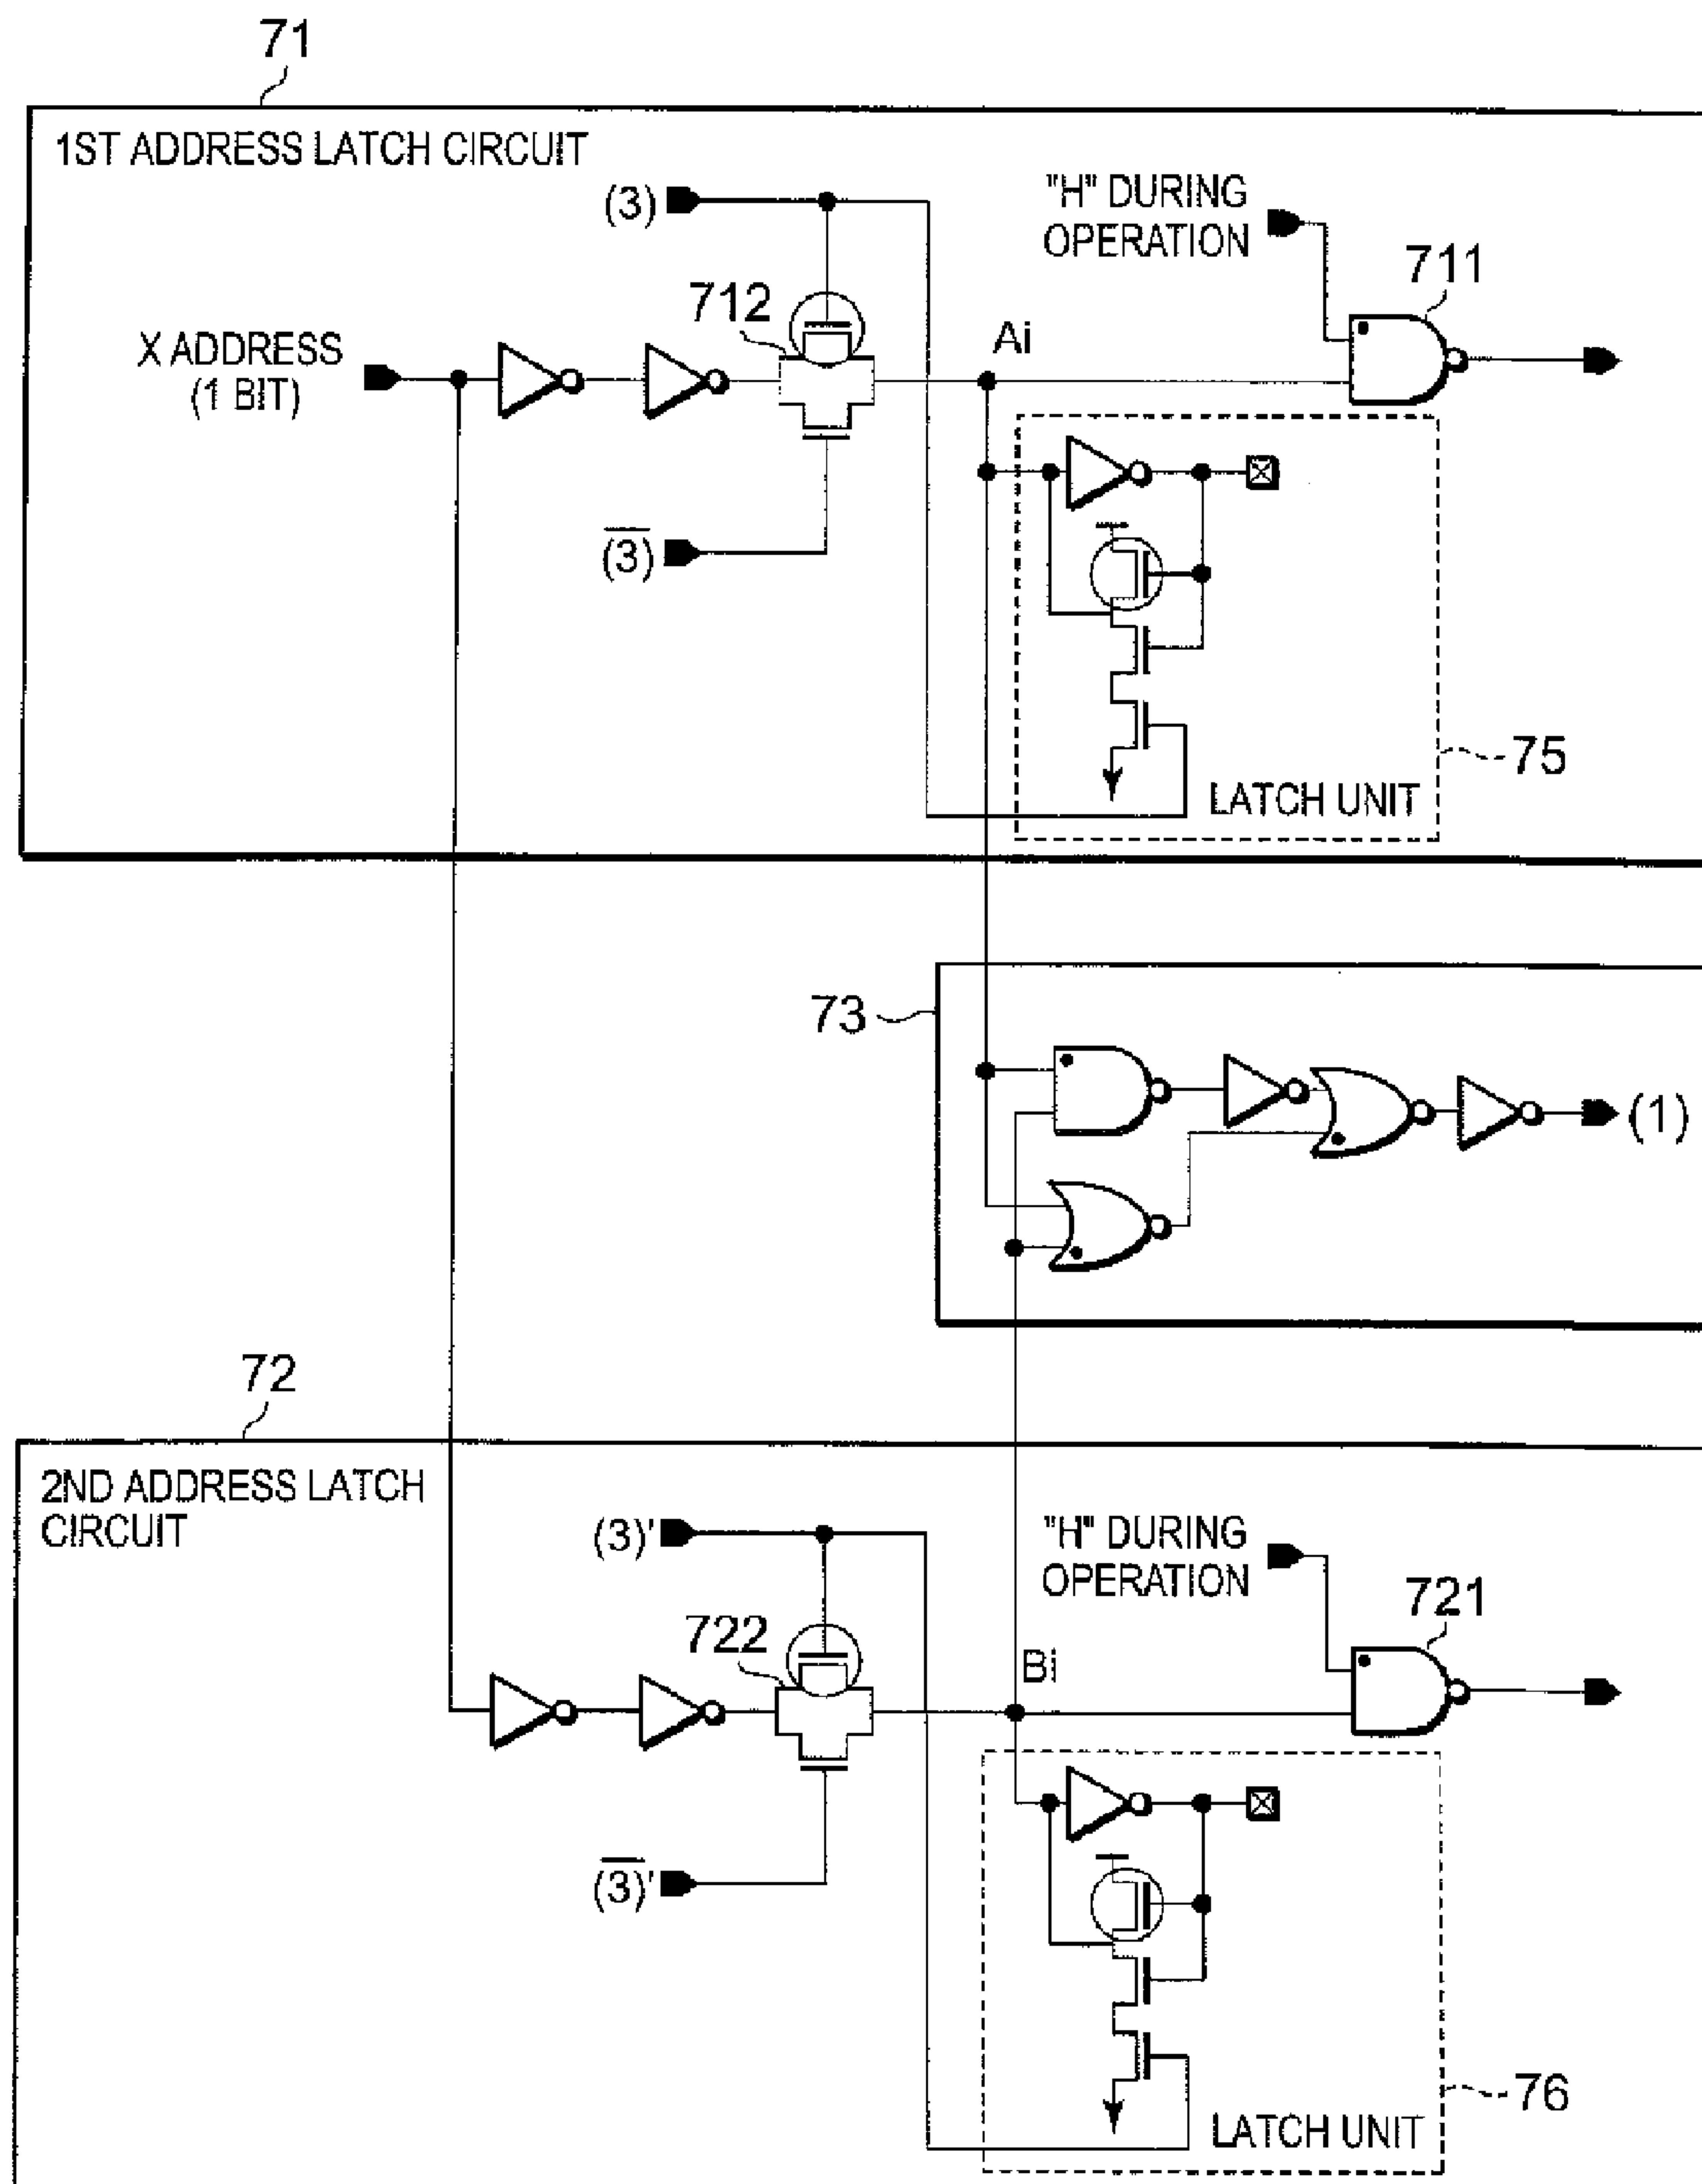 71
1ST ADDRESS LATCH CIRCUIT
(3)
"H" DURING
OPERATION
711
712
X ADDRESS
(1 BIT)
Ai
(3)
75
LATCH UNIT
73
(1)
72
2ND ADDRESS LATCH
CIRCUIT
(3)'
"H" DURING
OPERATION
721
722
Bi
(3)'
76
LATCH UNIT